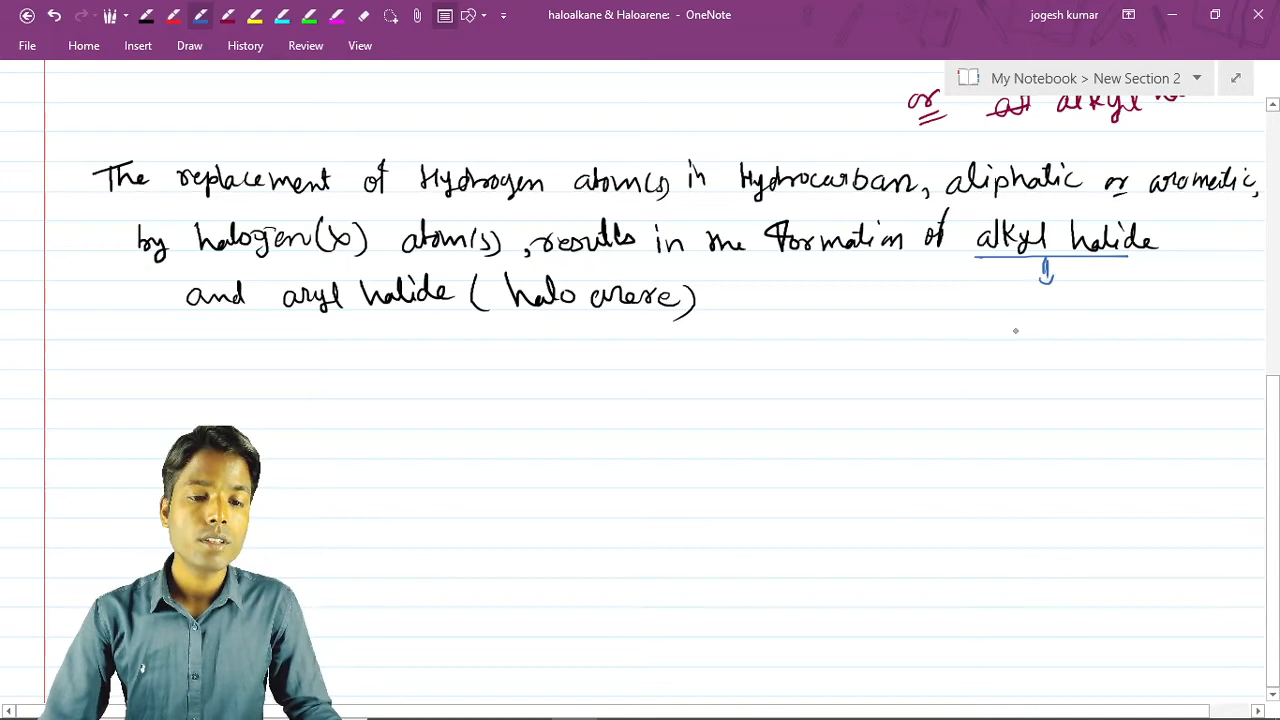 haloalkane & Haloarene: - OneNote
jogesh kumar
File Home Insert Draw History Review View
My Notebook > New Section 2
or alkyl
The replacement of Hydrogen atom(s) in Hydrocarban, aliphatic or aromatic,
by halogen(x) atom(s), results in the formation of alkyl halide
and aryl halide (halo arene)